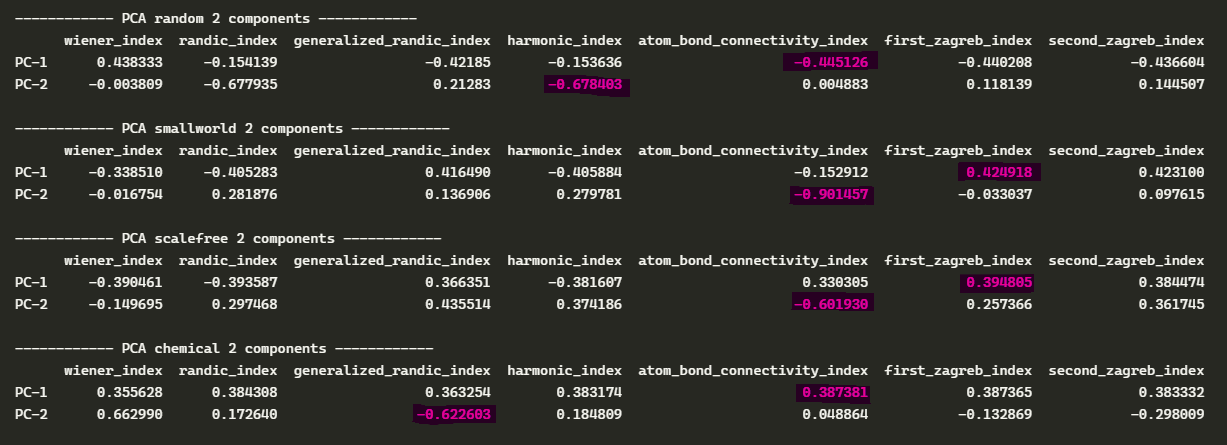 ------------ PCA random 2 components ------------
wiener_index randic_index generalized_randic_index harmonic_index atom_bond_connectivity_index first_zagreb_index second_zagreb_index
PC-1 0.438333 -0.154139 -0.42185 -0.153636 -0.445126 -0.440208 -0.436604
PC-2 -0.003809 -0.677935 0.21283 -0.678403 0.004883 0.118139 0.144507
------------ PCA smallworld 2 components ------------
wiener_index randic_index generalized_randic_index harmonic_index atom_bond_connectivity_index first_zagreb_index second_zagreb_index
PC-1 -0.338510 -0.405283 0.416490 -0.405884 -0.152912 0.424918 0.423100
PC-2 -0.016754 0.281876 0.136906 0.279781 -0.901457 -0.033037 0.097615
------------ PCA scalefree 2 components ------------
wiener_index randic_index generalized_randic_index harmonic_index atom_bond_connectivity_index first_zagreb_index second_zagreb_index
PC-1 -0.390461 -0.393587 0.366351 -0.381607 0.330305 0.394805 0.384474
PC-2 -0.149695 0.297468 0.435514 0.374186 -0.601930 0.257366 0.361745
------------ PCA chemical 2 components ------------
wiener_index randic_index generalized_randic_index harmonic_index atom_bond_connectivity_index first_zagreb_index second_zagreb_index
PC-1 0.355628 0.384308 0.363254 0.383174 0.387381 0.387365 0.383332
PC-2 0.662990 0.172640 -0.622603 0.184809 0.048864 -0.132869 -0.298009